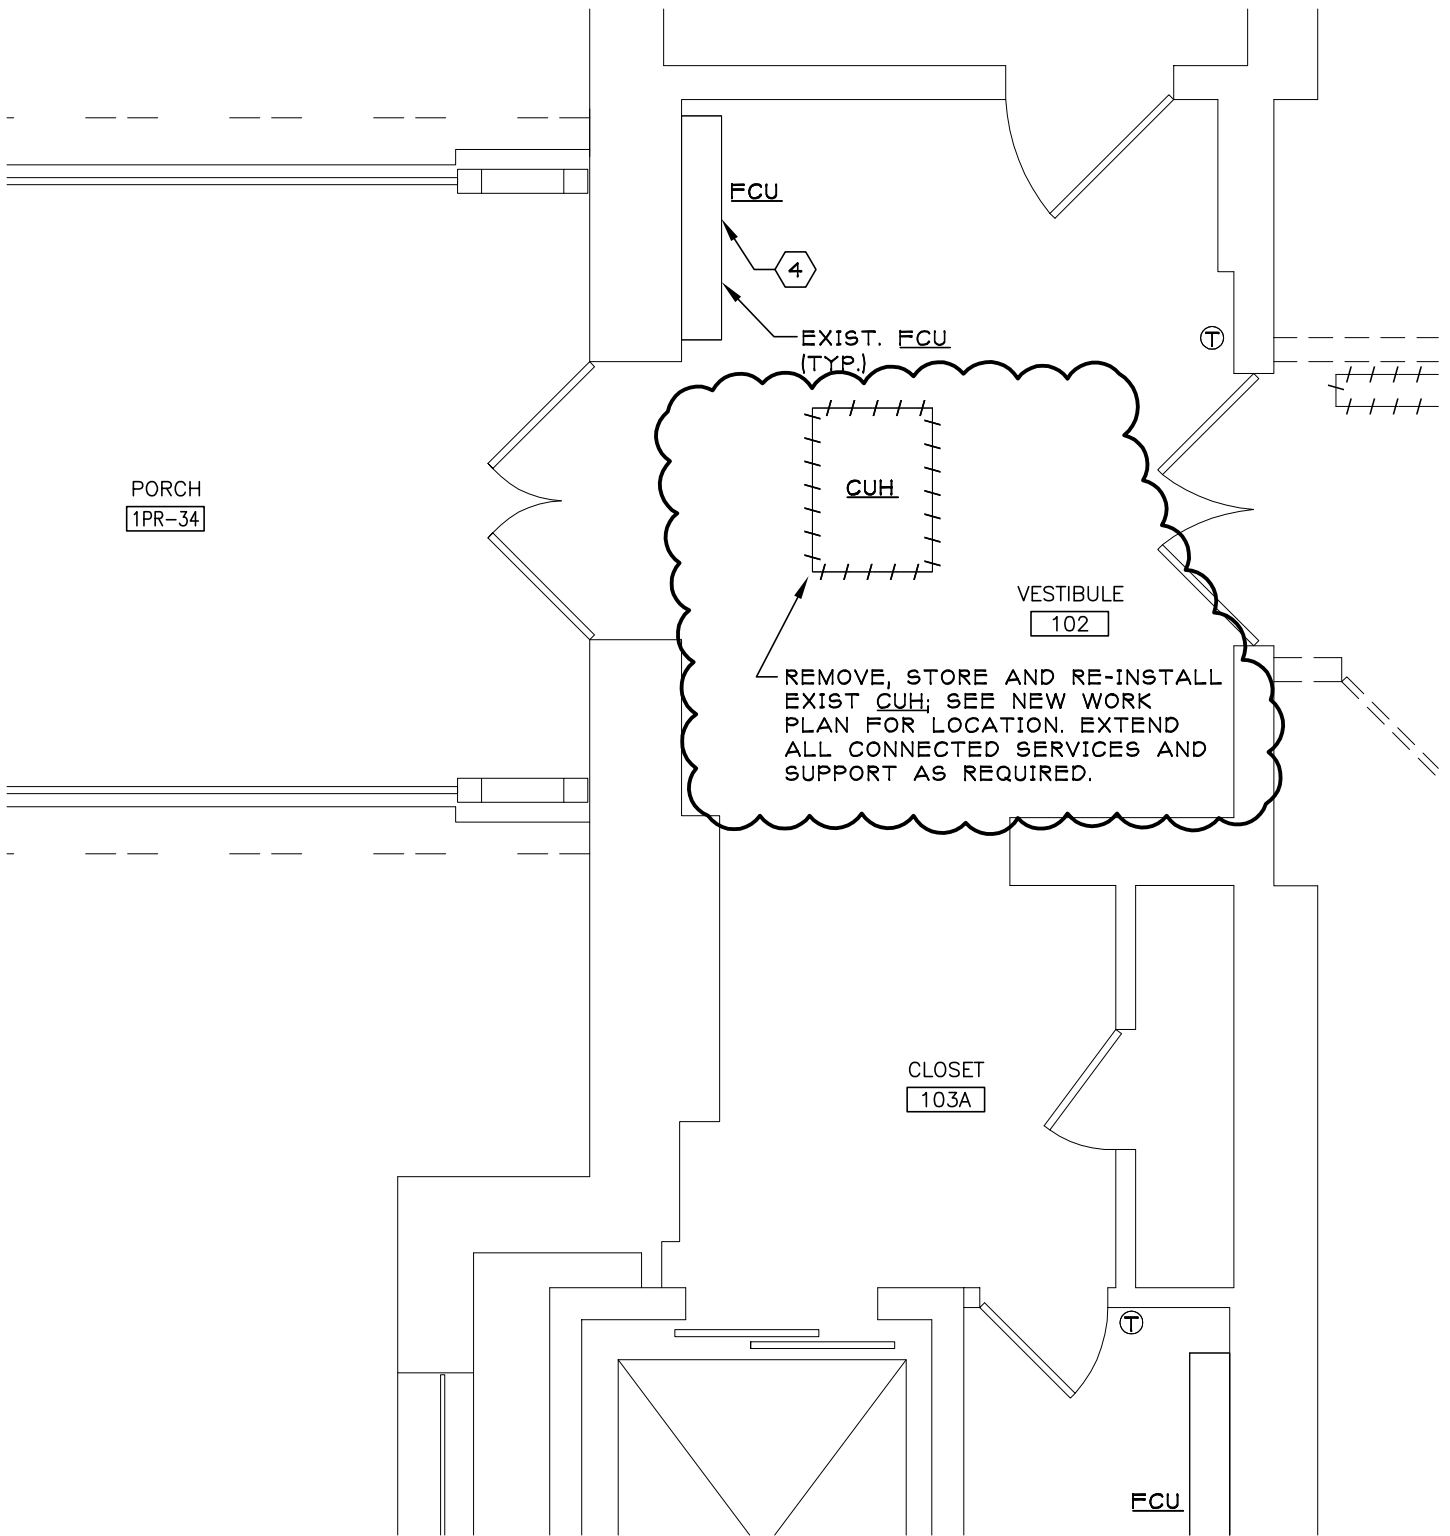 FCU
4
EXIST. FCU
(TYP.)
T
PORCH
1PR-34
CUH
VESTIBULE
102
REMOVE, STORE AND RE-INSTALL
EXIST CUH; SEE NEW WORK
PLAN FOR LOCATION. EXTEND
ALL CONNECTED SERVICES AND
SUPPORT AS REQUIRED.
CLOSET
103A
T
FCU